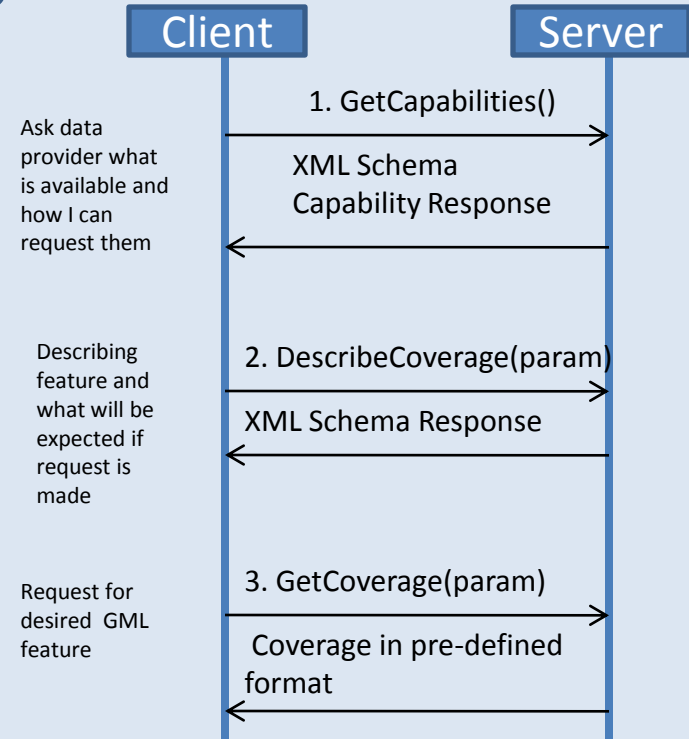 Client
Server
1. GetCapabilities()
Ask data
provider what
is available and
how I can
request them
XML Schema
Capability Response
Describing
feature and
what will be
expected if
request is
made
2. DescribeCoverage(param)
XML Schema Response
Request for
desired GML
feature
3. GetCoverage(param)
Coverage in pre-defined
format